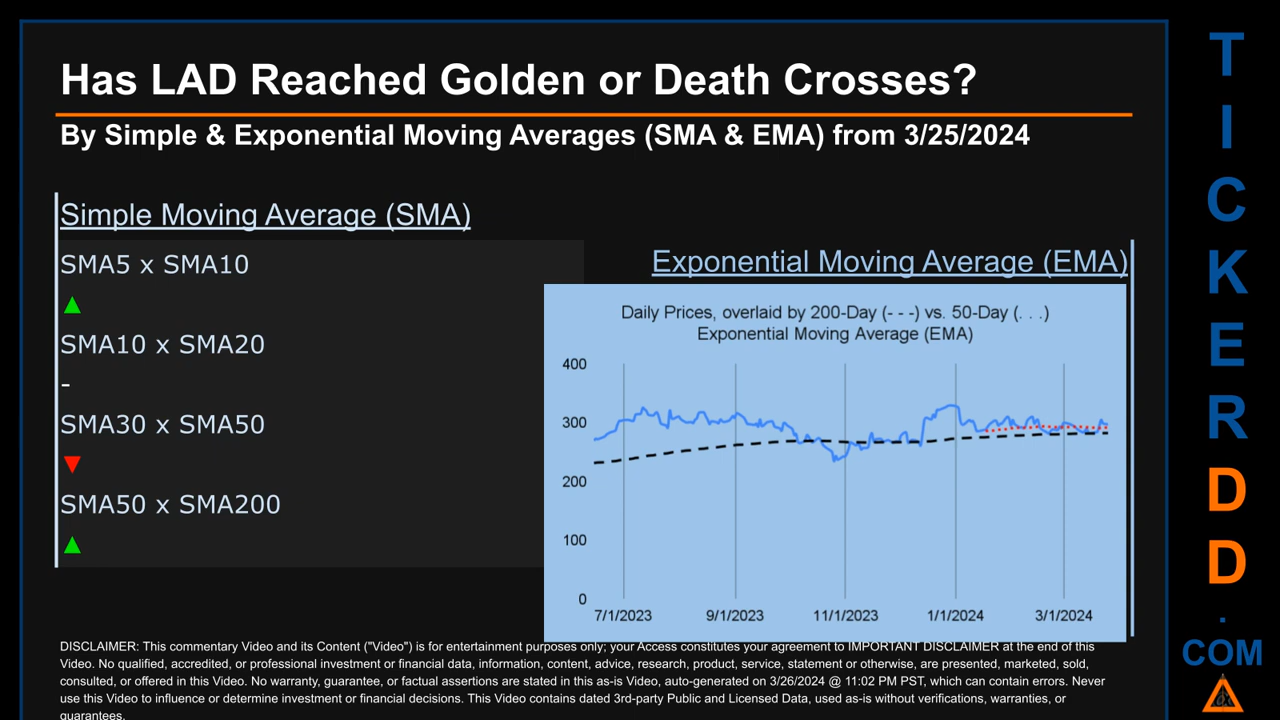 Has LAD Reached Golden or Death Crosses?
By Simple & Exponential Moving Averages (SMA & EMA) from 3/25/2024
Simple Moving Average (SMA)
SMA5 x SMA10
▲
SMA10 x SMA20
-
SMA30 x SMA50
▼
SMA50 x SMA200
▲
Exponential Moving Average (EMA)
Daily Prices, overlaid by 200-Day (- - -) vs. 50-Day (. . .)
Exponential Moving Average (EMA)
400
300
200
100
0
7/1/2023 9/1/2023 11/1/2023 1/1/2024 3/1/2024
DISCLAIMER: This commentary Video and its Content ("Video") is for entertainment purposes only; your Access constitutes your agreement to IMPORTANT DISCLAIMER at the end of this
Video. No qualified, accredited, or professional investment or financial data, information, content, advice, research, product, service, statement or otherwise, are presented, marketed, sold,
consulted, or offered in this Video. No warranty, guarantee, or factual assertions are stated in this as-is Video, auto-generated on 3/26/2024 @ 11:02 PM PST, which can contain errors. Never
use this Video to influence or determine investment or financial decisions. This Video contains dated 3rd-party Public and Licensed Data, used as-is without verifications, warranties, or
guarantees.
T
I
C
K
E
R
D
D
.
COM